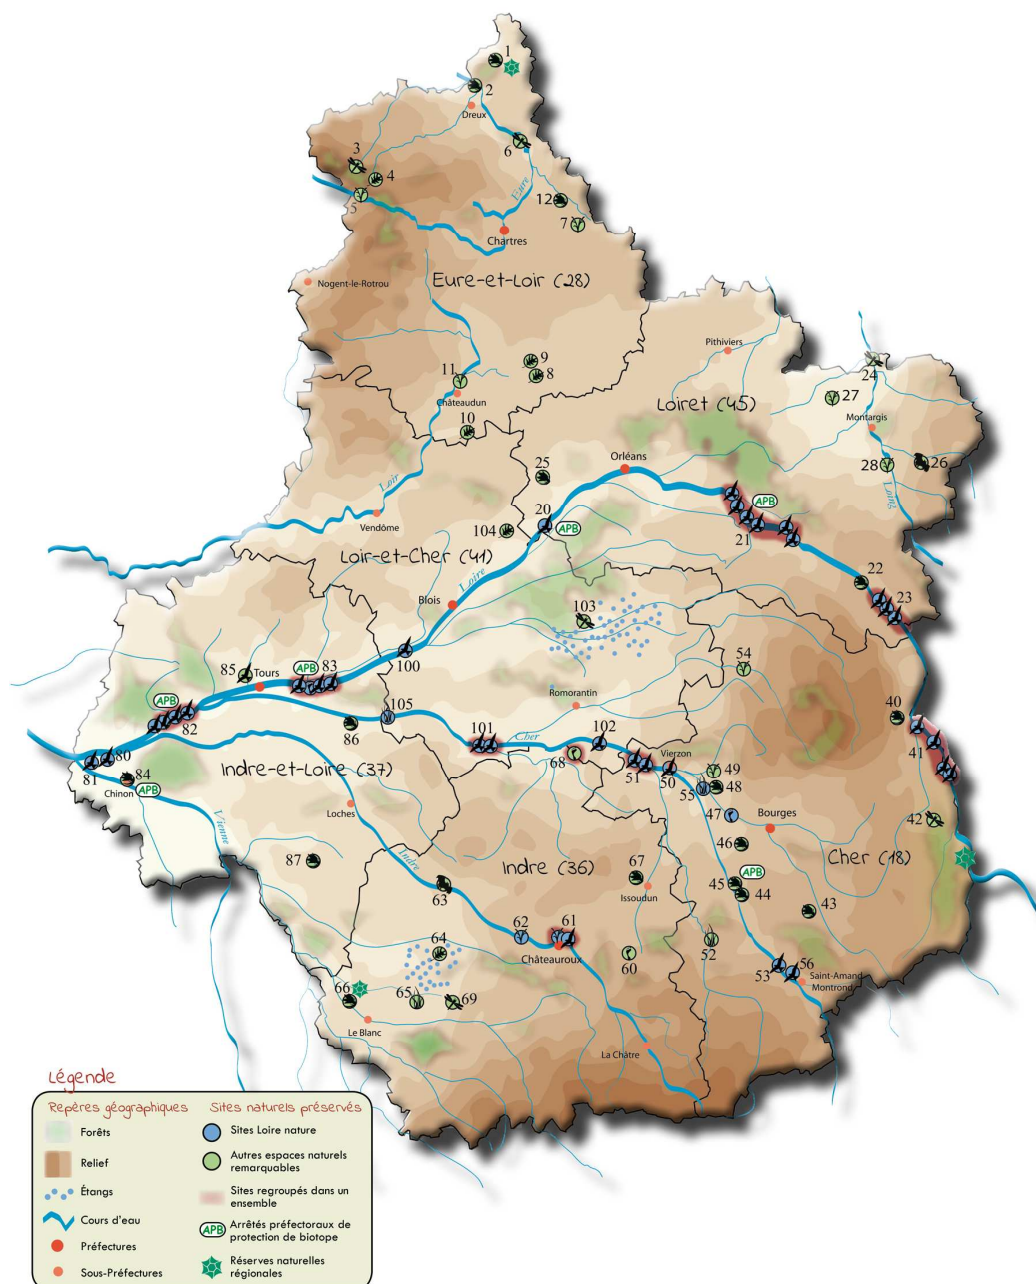 1
2
Dreux
3
6
4
5
12
7
Eure
Chartres
Eure-et-Loir (28)
Nogent-le-Rotrou
Pithiviers
9
8
11
Châteaudun
24
27
Loiret (45)
Montargis
10
Orléans
25
28
26
Loing
Loir
APB
20
APB
21
Vendôme
104
Loir-et-Cher (41)
Loire
22
23
Blois
103
100
54
85
Tours
APB
83
Romorantin
APB
82
105
86
101
Cher
102
40
41
80
81
68
Vierzon
51
50
49
55
48
84
Chinon
APB
Indre-et-Loire (37)
Loches
47
Bourges
42
Vienne
46
Cher (18)
87
Indre
Indre (36)
63
67
Issoudun
APB
45
44
43
62
61
Châteauroux
64
60
52
53
56
Saint-Amand
Montrond
66
65
69
Le Blanc
La Châtre
Légende
Repères géographiques
Forêts
Relief
Étangs
Cours d'eau
Préfectures
Sous-Préfectures
Sites naturels préservés
Sites Loire nature
Autres espaces naturels
remarquables
Sites regroupés dans un
ensemble
APB
Arrêtés préfectoraux de
protection de biotope
Réserves naturelles
régionales